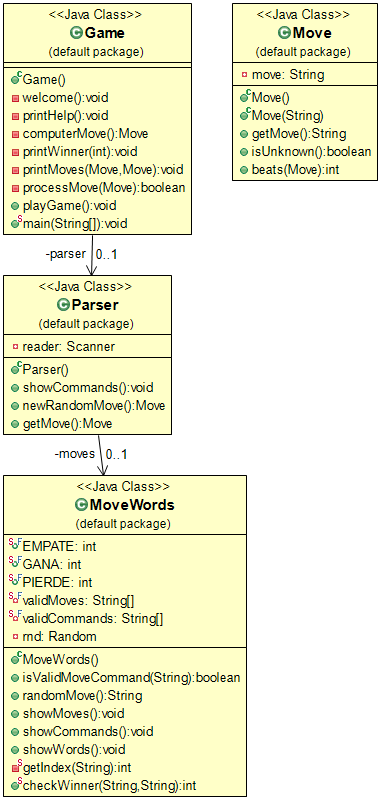 <<Java Class>>
Game
(default package)
Game()
welcome():void
printHelp():void
computerMove():Move
printWinner(int):void
printMoves(Move,Move):void
processMove(Move):boolean
playGame():void
main(String[]):void
<<Java Class>>
Move
(default package)
move: String
Move()
Move(String)
getMove():String
isUnknown():boolean
beats(Move):int
-parser 0..1
<<Java Class>>
Parser
(default package)
reader: Scanner
Parser()
showCommands():void
newRandomMove():Move
getMove():Move
-moves 0..1
<<Java Class>>
MoveWords
(default package)
EMPATE: int
GANA: int
PIERDE: int
validMoves: String[]
validCommands: String[]
rnd: Random
MoveWords()
isValidMoveCommand(String):boolean
randomMove():String
showMoves():void
showCommands():void
showWords():void
getIndex(String):int
checkWinner(String,String):int